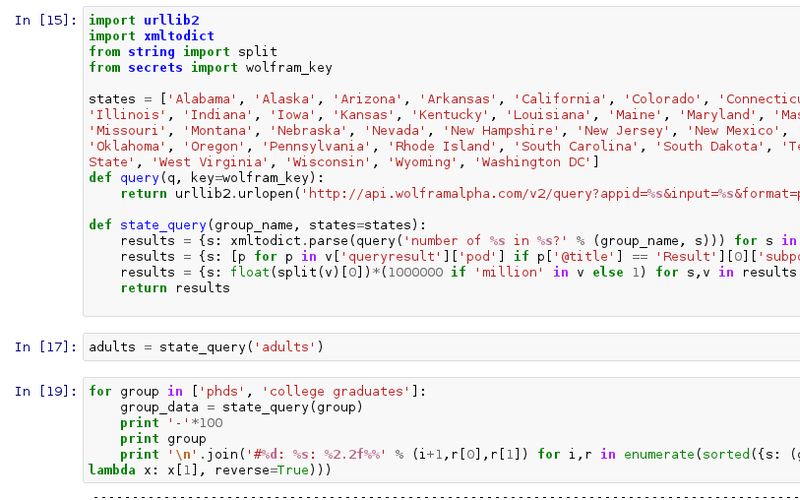 In [15]:
import urllib2
import xmltodict
from string import split
from secrets import wolfram_key
states = ['Alabama', 'Alaska', 'Arizona', 'Arkansas', 'California', 'Colorado', 'Connecticu
'Illinois', 'Indiana', 'Iowa', 'Kansas', 'Kentucky', 'Louisiana', 'Maine', 'Maryland', 'Mas
'Missouri', 'Montana', 'Nebraska', 'Nevada', 'New Hampshire', 'New Jersey', 'New Mexico',
'Oklahoma', 'Oregon', 'Pennsylvania', 'Rhode Island', 'South Carolina', 'South Dakota', 'Te
State', 'West Virginia', 'Wisconsin', 'Wyoming', 'Washington DC']
def query(q, key=wolfram_key):
    return urllib2.urlopen('http://api.wolframalpha.com/v2/query?appid=%s&input=%s&format=p
def state_query(group_name, states=states):
    results = {s: xmltodict.parse(query('number of %s in %s?' % (group_name, s))) for s in
    results = {s: [p for p in v['queryresult']['pod'] if p['@title'] == 'Result'][0]['subpo
    results = {s: float(split(v)[0])*(1000000 if 'million' in v else 1) for s,v in results
    return results
In [17]:
adults = state_query('adults')
In [19]:
for group in ['phds', 'college graduates']:
    group_data = state_query(group)
    print '-'*100
    print group
    print '\n'.join('#%d: %s: %2.2f%%' % (i+1,r[0],r[1]) for i,r in enumerate(sorted({s: (g
lambda x: x[1], reverse=True)))